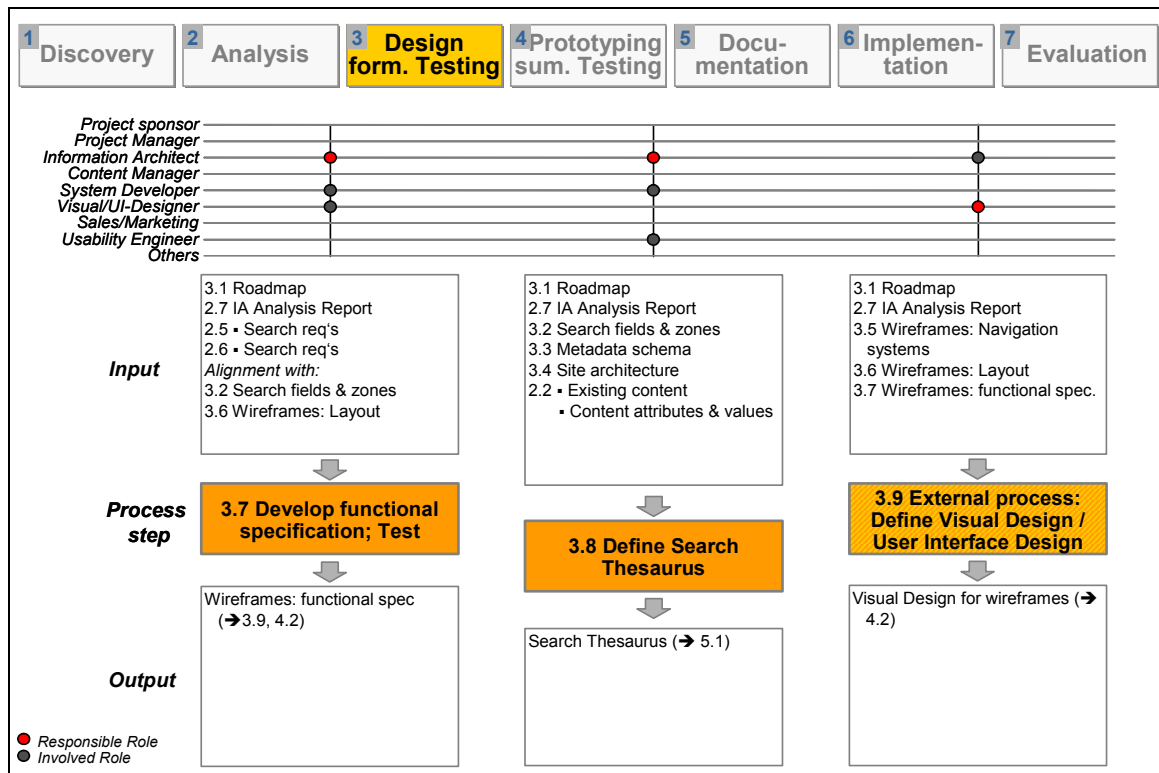 1
Discovery
2
Analysis
3
Design
form. Testing
4
Prototyping
sum. Testing
5
Docu-
mentation
6
Implemen-
tation
7
Evaluation
Project sponsor
Project Manager
Information Architect
Content Manager
System Developer
Visual/UI-Designer
Sales/Marketing
Usability Engineer
Others
Input
3.1 Roadmap
2.7 IA Analysis Report
2.5 ▪ Search req‘s
2.6 ▪ Search req‘s
Alignment with:
3.2 Search fields & zones
3.6 Wireframes: Layout
3.1 Roadmap
2.7 IA Analysis Report
3.2 Search fields & zones
3.3 Metadata schema
3.4 Site architecture
2.2 ▪ Existing content
▪ Content attributes & values
3.1 Roadmap
2.7 IA Analysis Report
3.5 Wireframes: Navigation
systems
3.6 Wireframes: Layout
3.7 Wireframes: functional spec.
Process
step
3.7 Develop functional
specification; Test
3.8 Define Search
Thesaurus
3.9 External process:
Define Visual Design /
User Interface Design
Output
Wireframes: functional spec
(➔3.9, 4.2)
Search Thesaurus (➔ 5.1)
Visual Design for wireframes (➔
4.2)
Responsible Role
Involved Role